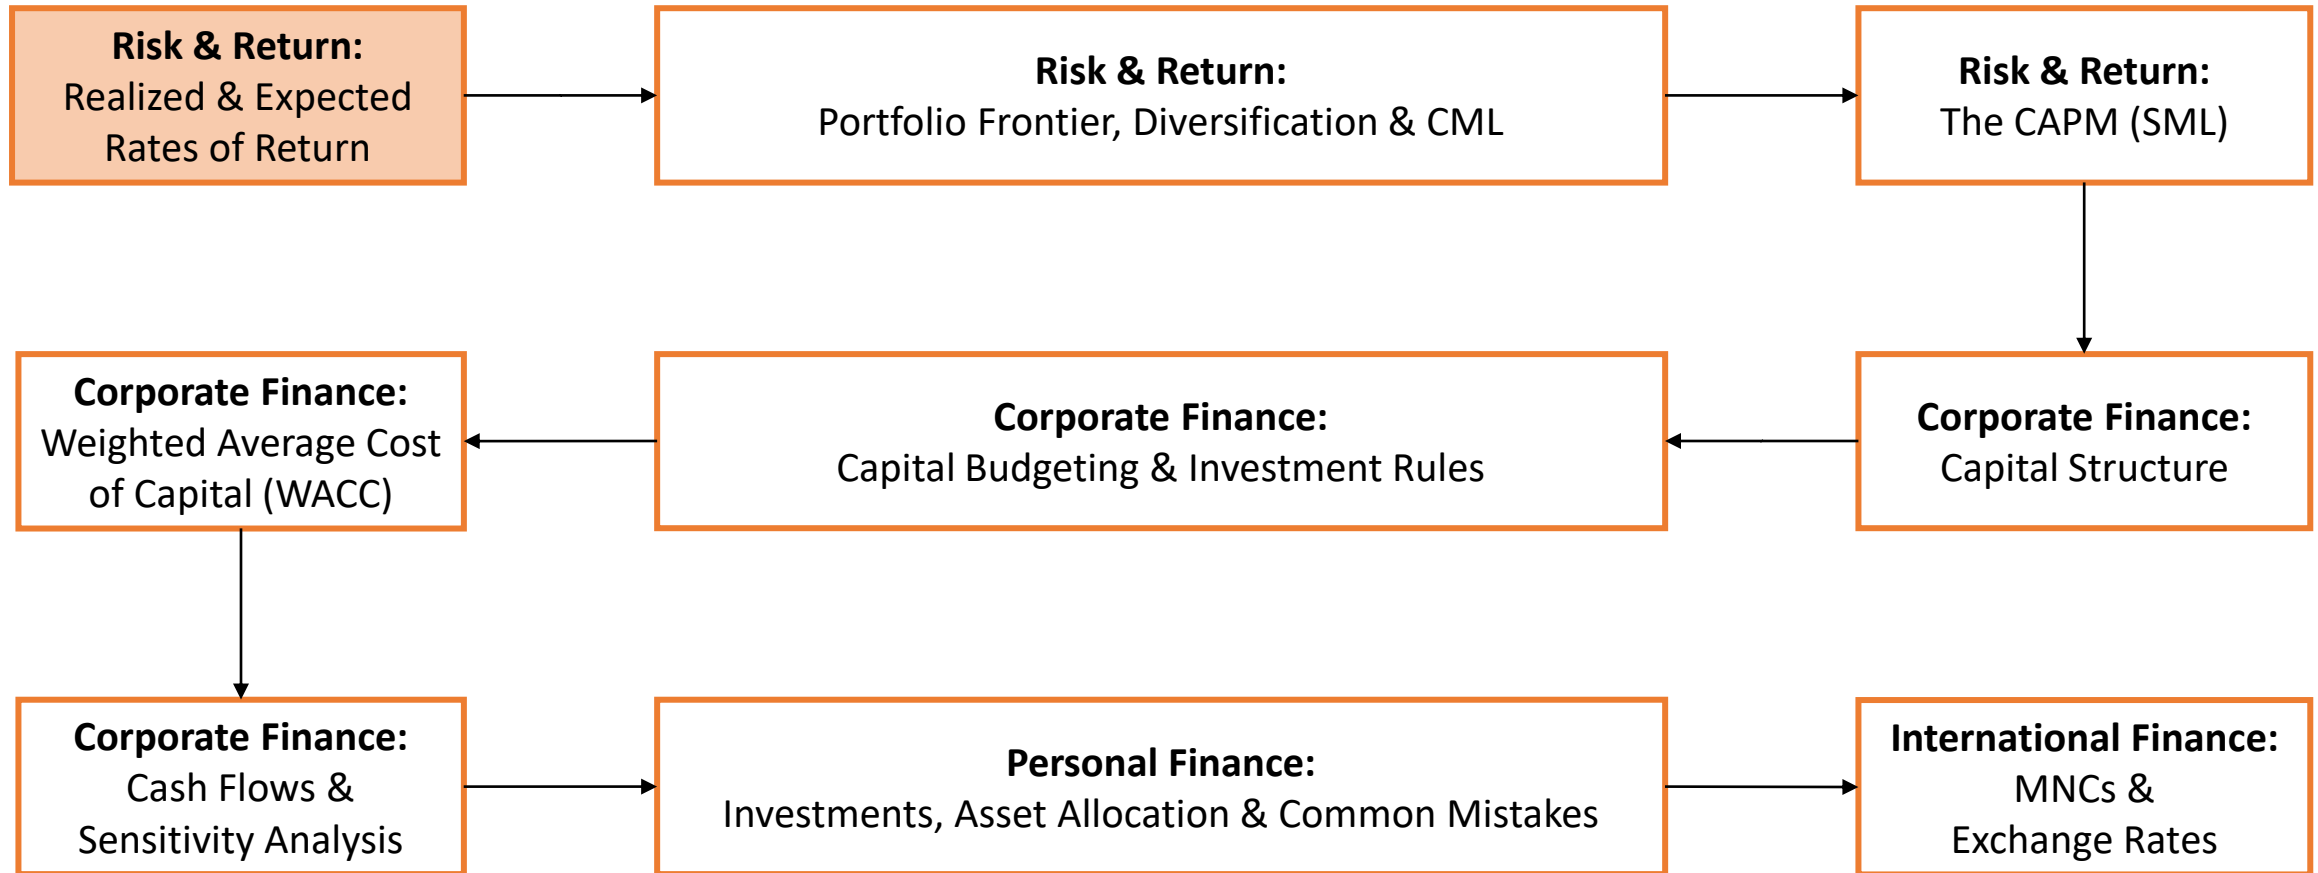 Risk & Return:
Realized & Expected
Rates of Return
Risk & Return:
Portfolio Frontier, Diversification & CML
Risk & Return:
The CAPM (SML)
Corporate Finance:
Weighted Average Cost
of Capital (WACC)
Corporate Finance:
Capital Budgeting & Investment Rules
Corporate Finance:
Capital Structure
Corporate Finance:
Cash Flows &
Sensitivity Analysis
Personal Finance:
Investments, Asset Allocation & Common Mistakes
International Finance:
MNCs &
Exchange Rates